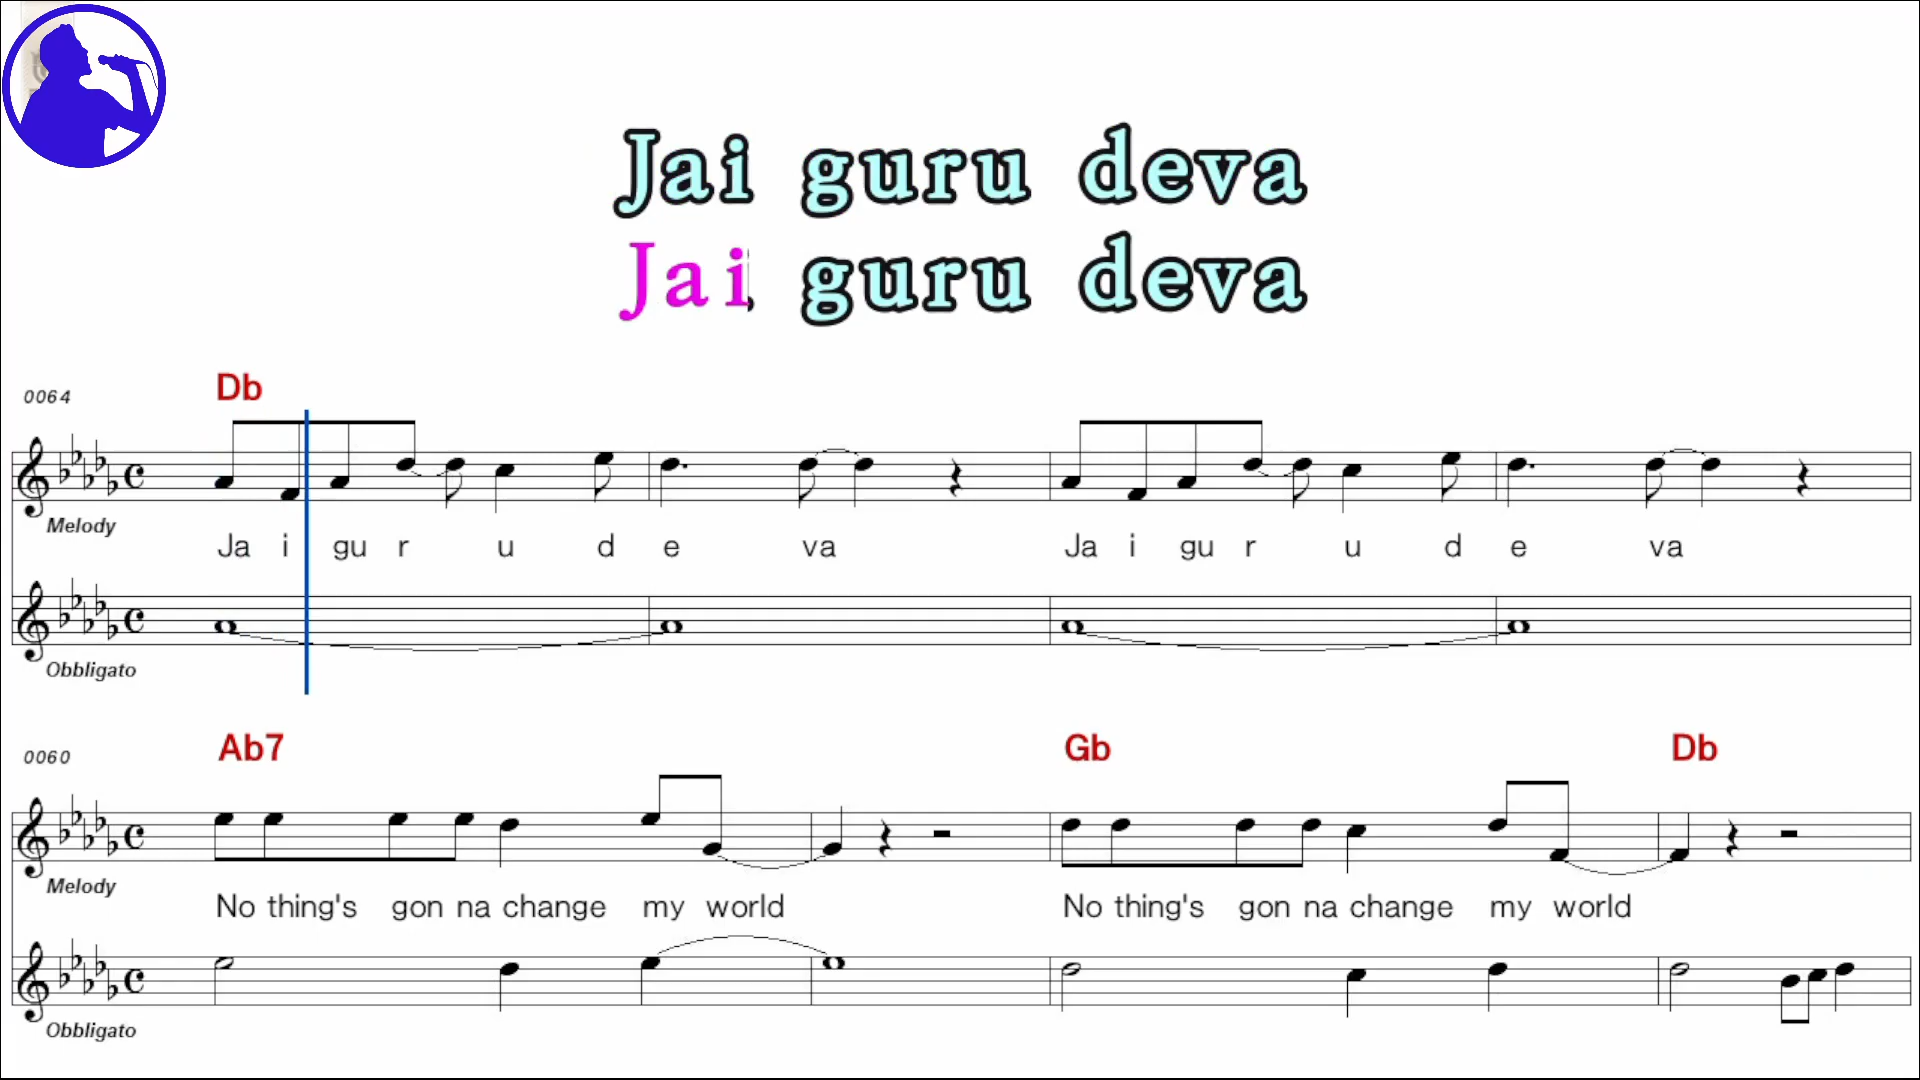 Jai guru deva
Jai guru deva
0064 Db
Melody
Ja i gu r u d e va Ja i gu r u d e va
Obbligato
0060 Ab7 Gb Db
Melody
No thing's gon na change my world No thing's gon na change my world
Obbligato